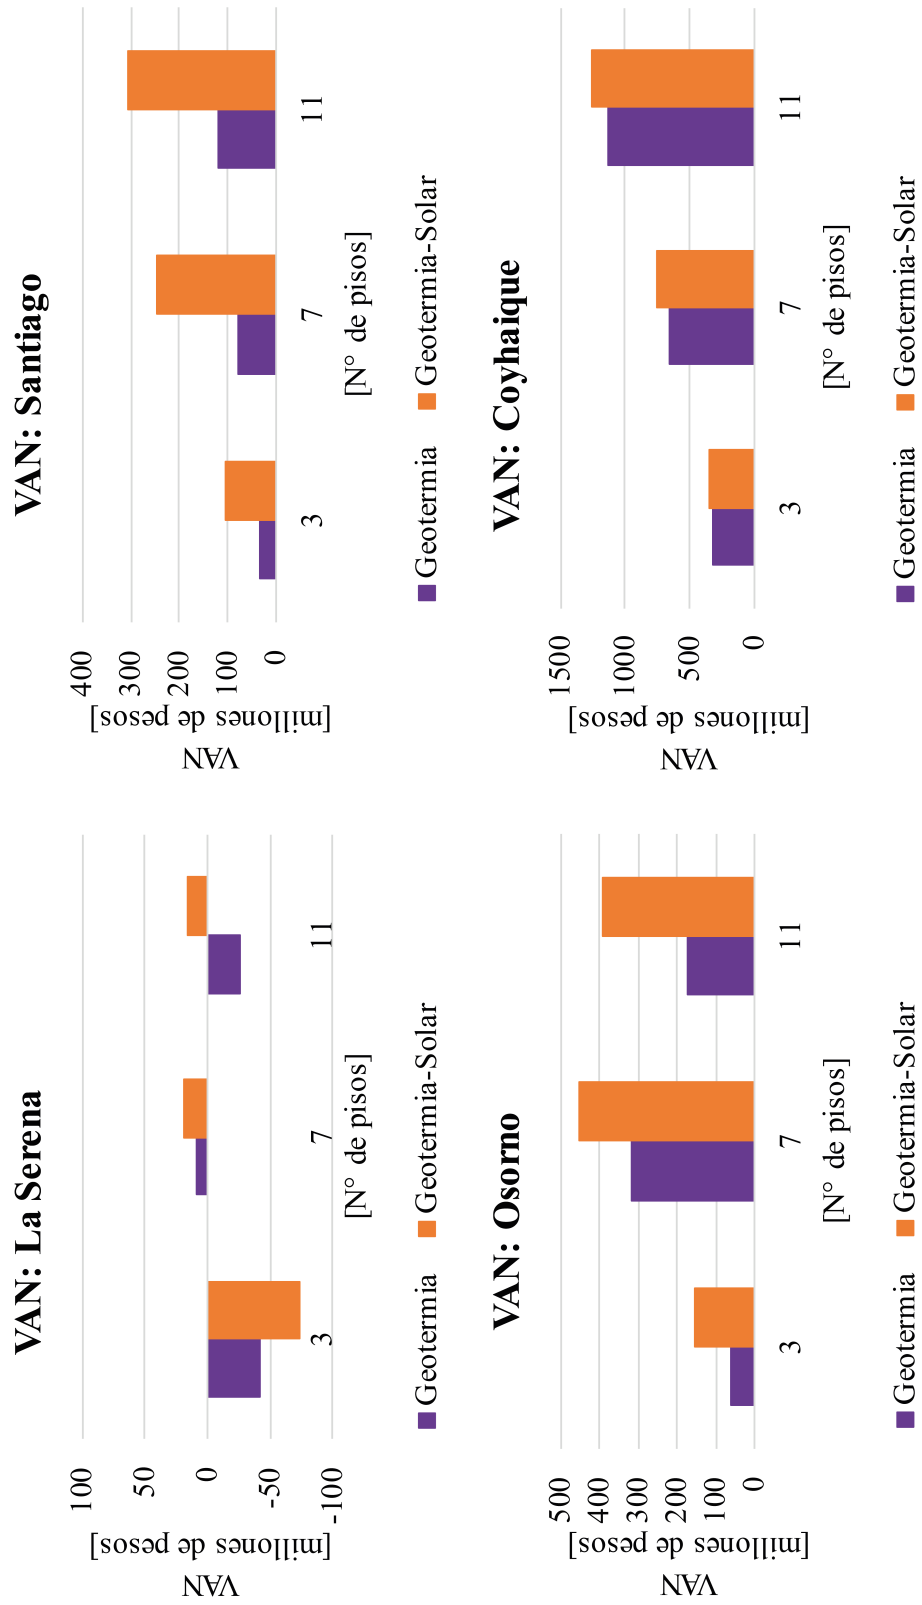 VAN: La Serena
VAN
[millones de pesos]
100
50
0
-50
-100
3
7
11
[N° de pisos]
Geotermia
Geotermia-Solar
VAN: Santiago
VAN
[millones de pesos]
400
300
200
100
0
3
7
11
[N° de pisos]
Geotermia
Geotermia-Solar
VAN: Osorno
VAN
[millones de pesos]
500
400
300
200
100
0
3
7
11
[N° de pisos]
Geotermia
Geotermia-Solar
VAN: Coyhaique
VAN
[millones de pesos]
1500
1000
500
0
3
7
11
[N° de pisos]
Geotermia
Geotermia-Solar